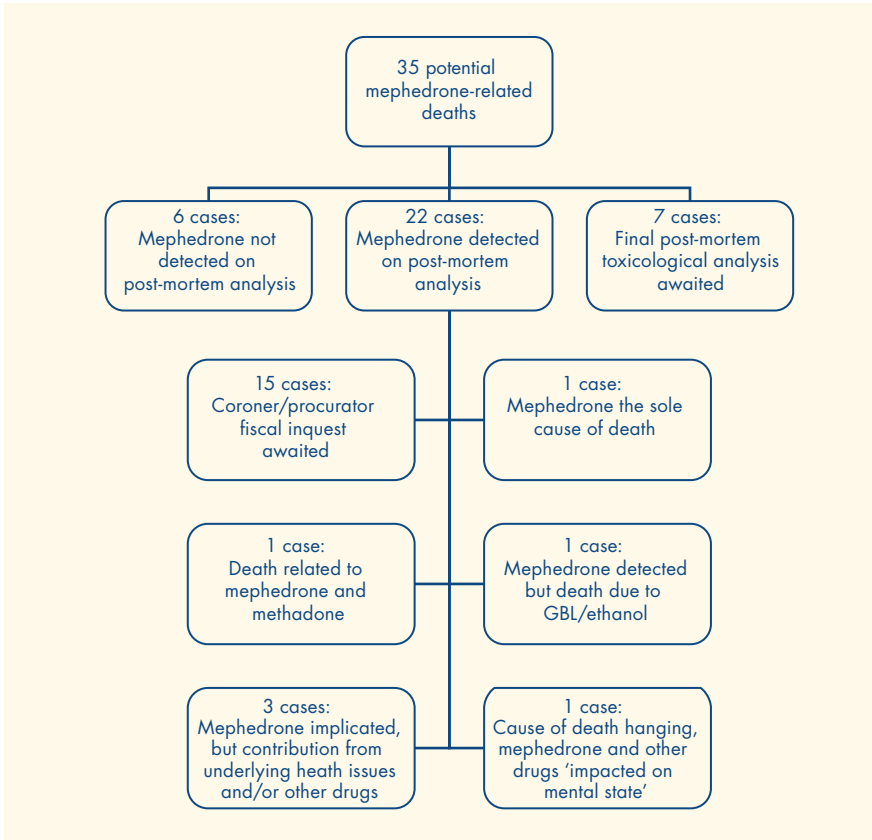 35 potential
mephedrone-related
deaths
6 cases:
Mephedrone not
detected on
post-mortem analysis
22 cases:
Mephedrone detected
on post-mortem
analysis
7 cases:
Final post-mortem
toxicological analysis
awaited
15 cases:
Coroner/procurator
fiscal inquest
awaited
1 case:
Mephedrone the sole
cause of death
1 case:
Death related to
mephedrone and
methadone
1 case:
Mephedrone detected
but death due to
GBL/ethanol
3 cases:
Mephedrone implicated,
but contribution from
underlying heath issues
and/or other drugs
1 case:
Cause of death hanging,
mephedrone and other
drugs ‘impacted on
mental state’